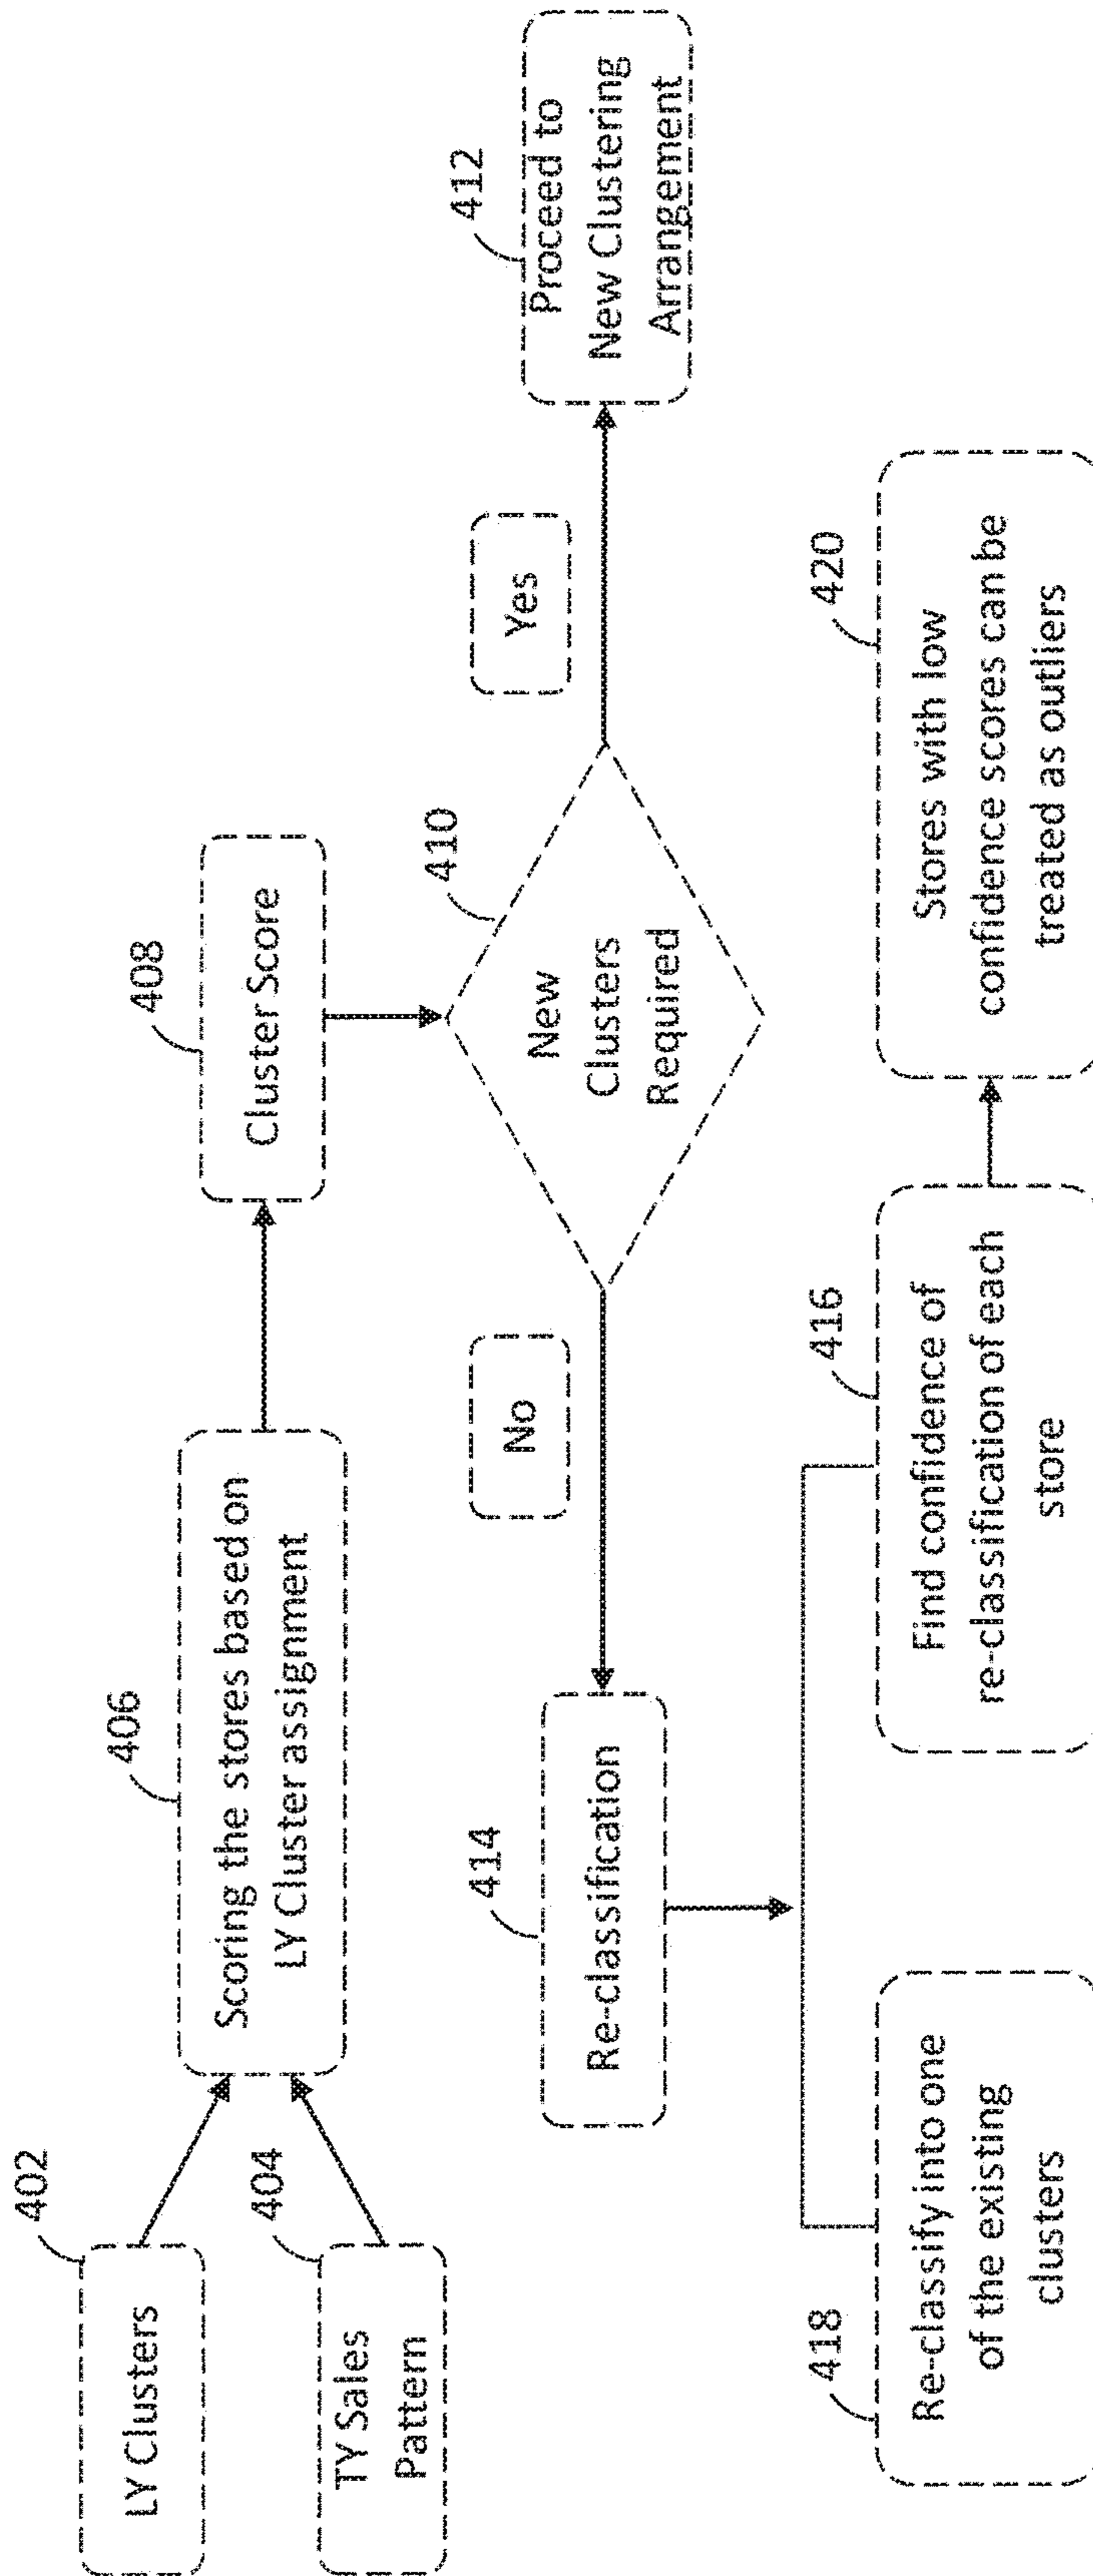 402
LY Clusters
404
TY Sales
Pattern
406
Scoring the stores based on
LY Cluster assignment
408
Cluster Score
410
New
Clusters
Required
Yes
412
Proceed to
New Clustering
Arrangement
No
414
Re-classification
418
Re-classify into one
of the existing
clusters
416
Find confidence of
re-classification of each
store
420
Stores with low
confidence scores can be
treated as outliers